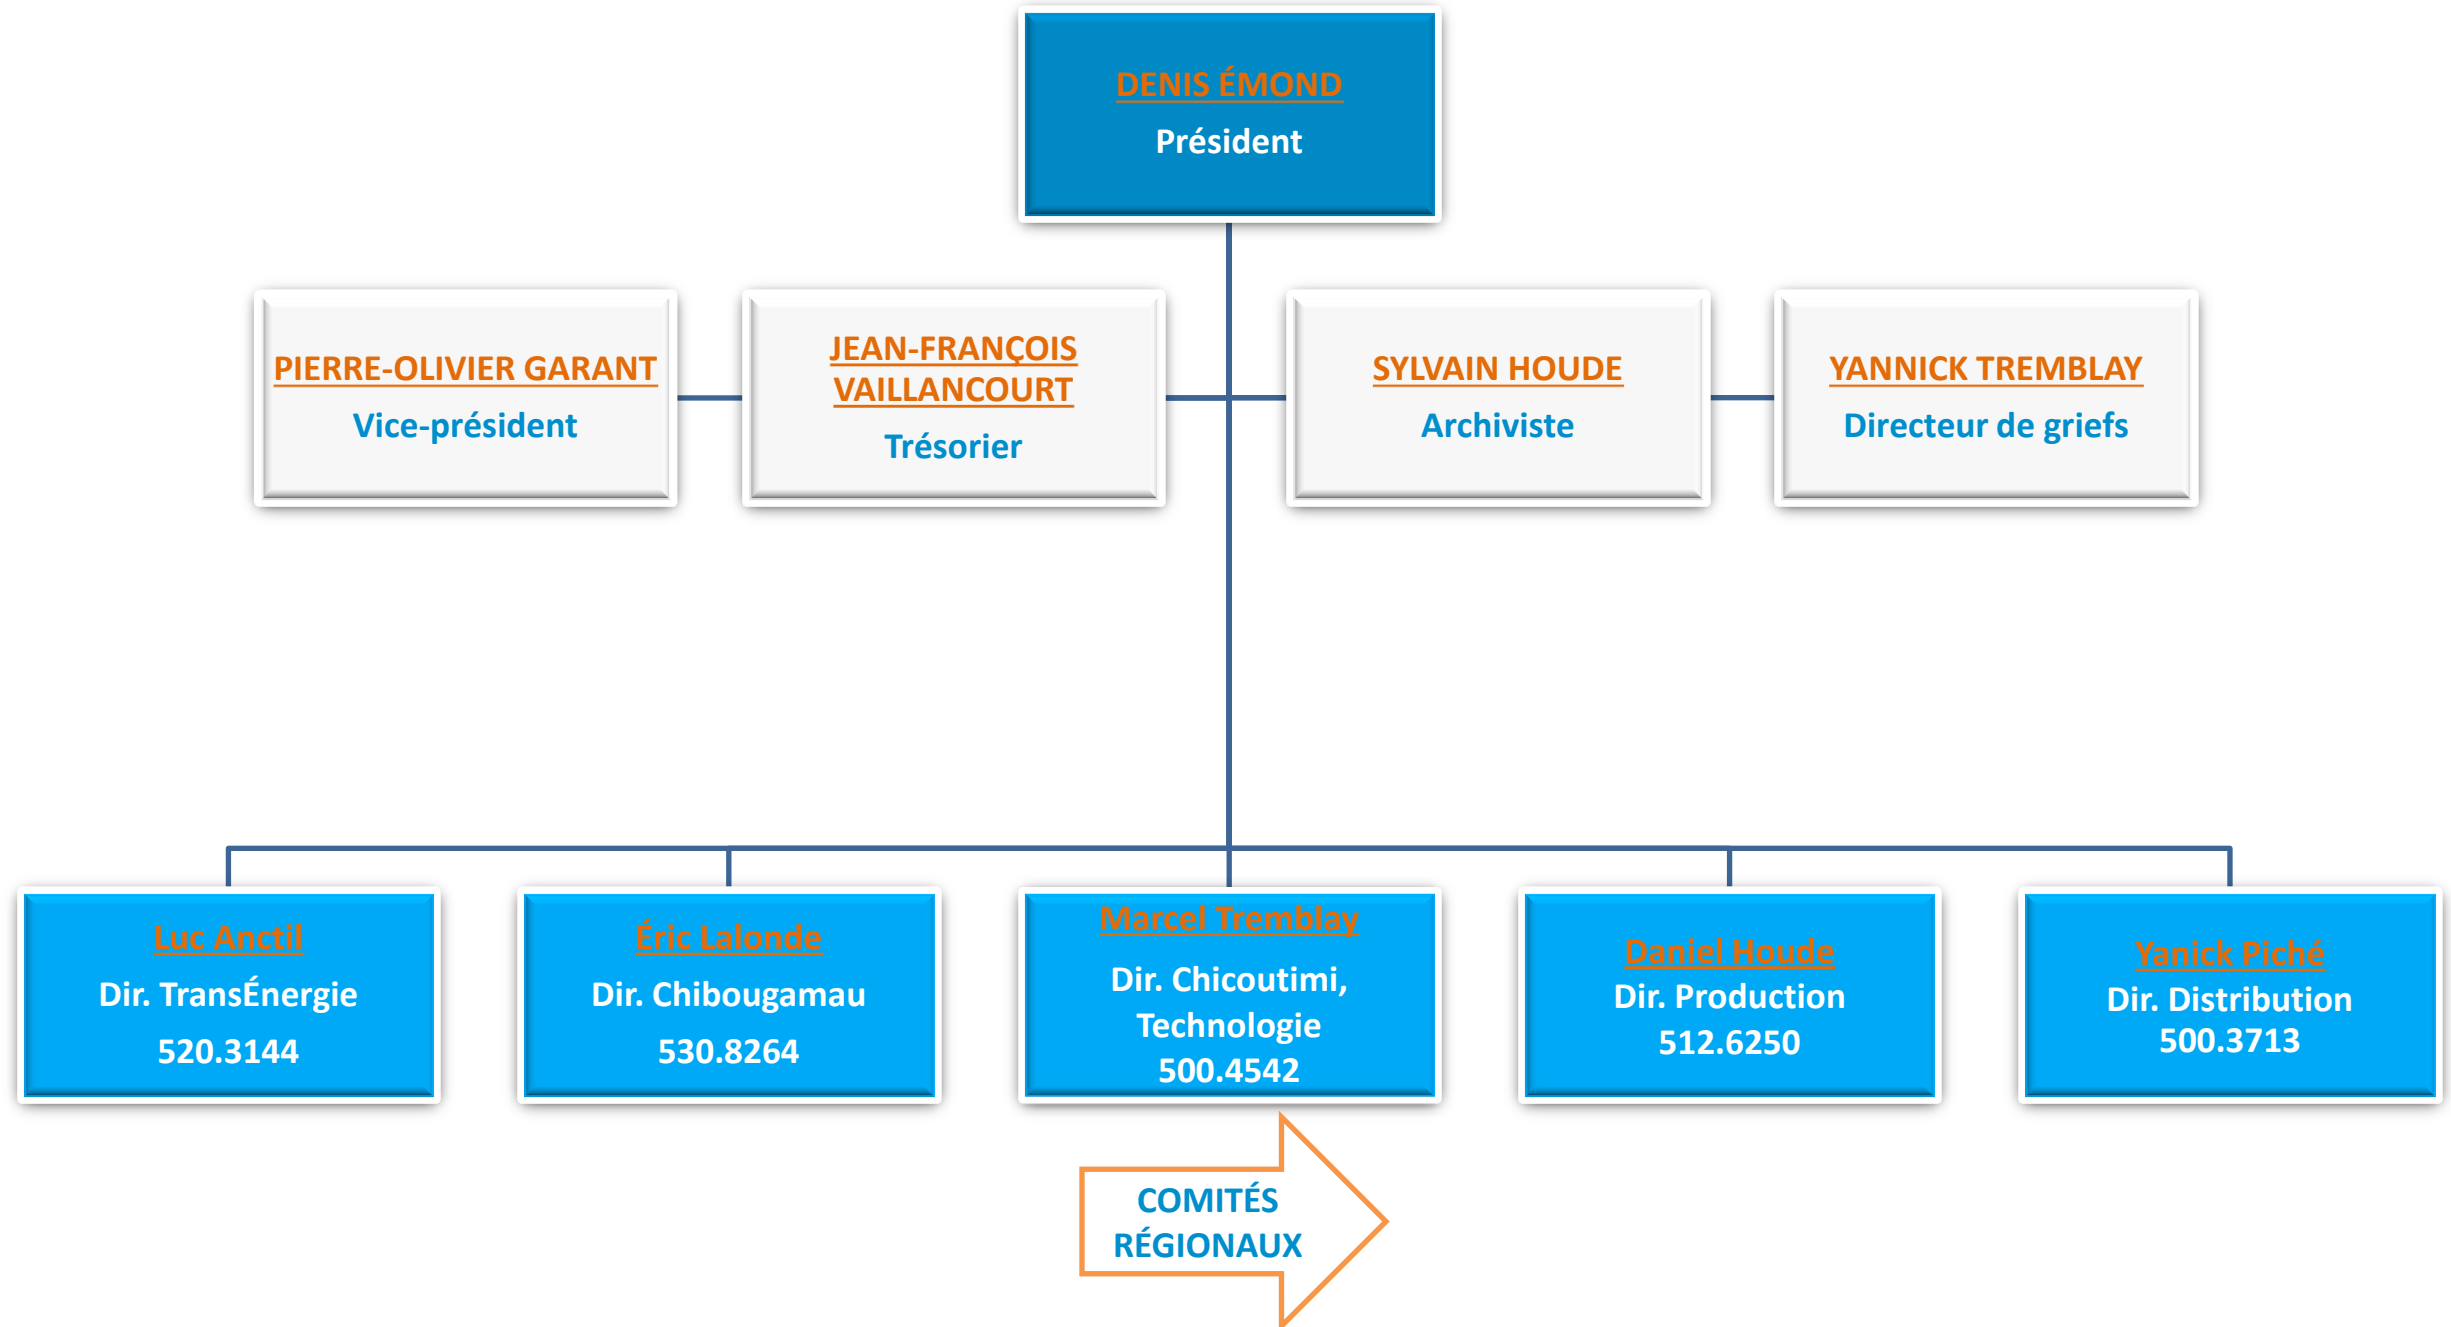 DENIS ÉMOND
Président
PIERRE-OLIVIER GARANT
Vice-président
JEAN-FRANÇOIS
VAILLANCOURT
Trésorier
SYLVAIN HOUDE
Archiviste
YANNICK TREMBLAY
Directeur de griefs
Luc Anctil
Dir. TransÉnergie
520.3144
Éric Lalonde
Dir. Chibougamau
530.8264
Marcel Tremblay
Dir. Chicoutimi,
Technologie
500.4542
Daniel Houde
Dir. Production
512.6250
Yanick Piché
Dir. Distribution
500.3713
COMITÉS
RÉGIONAUX